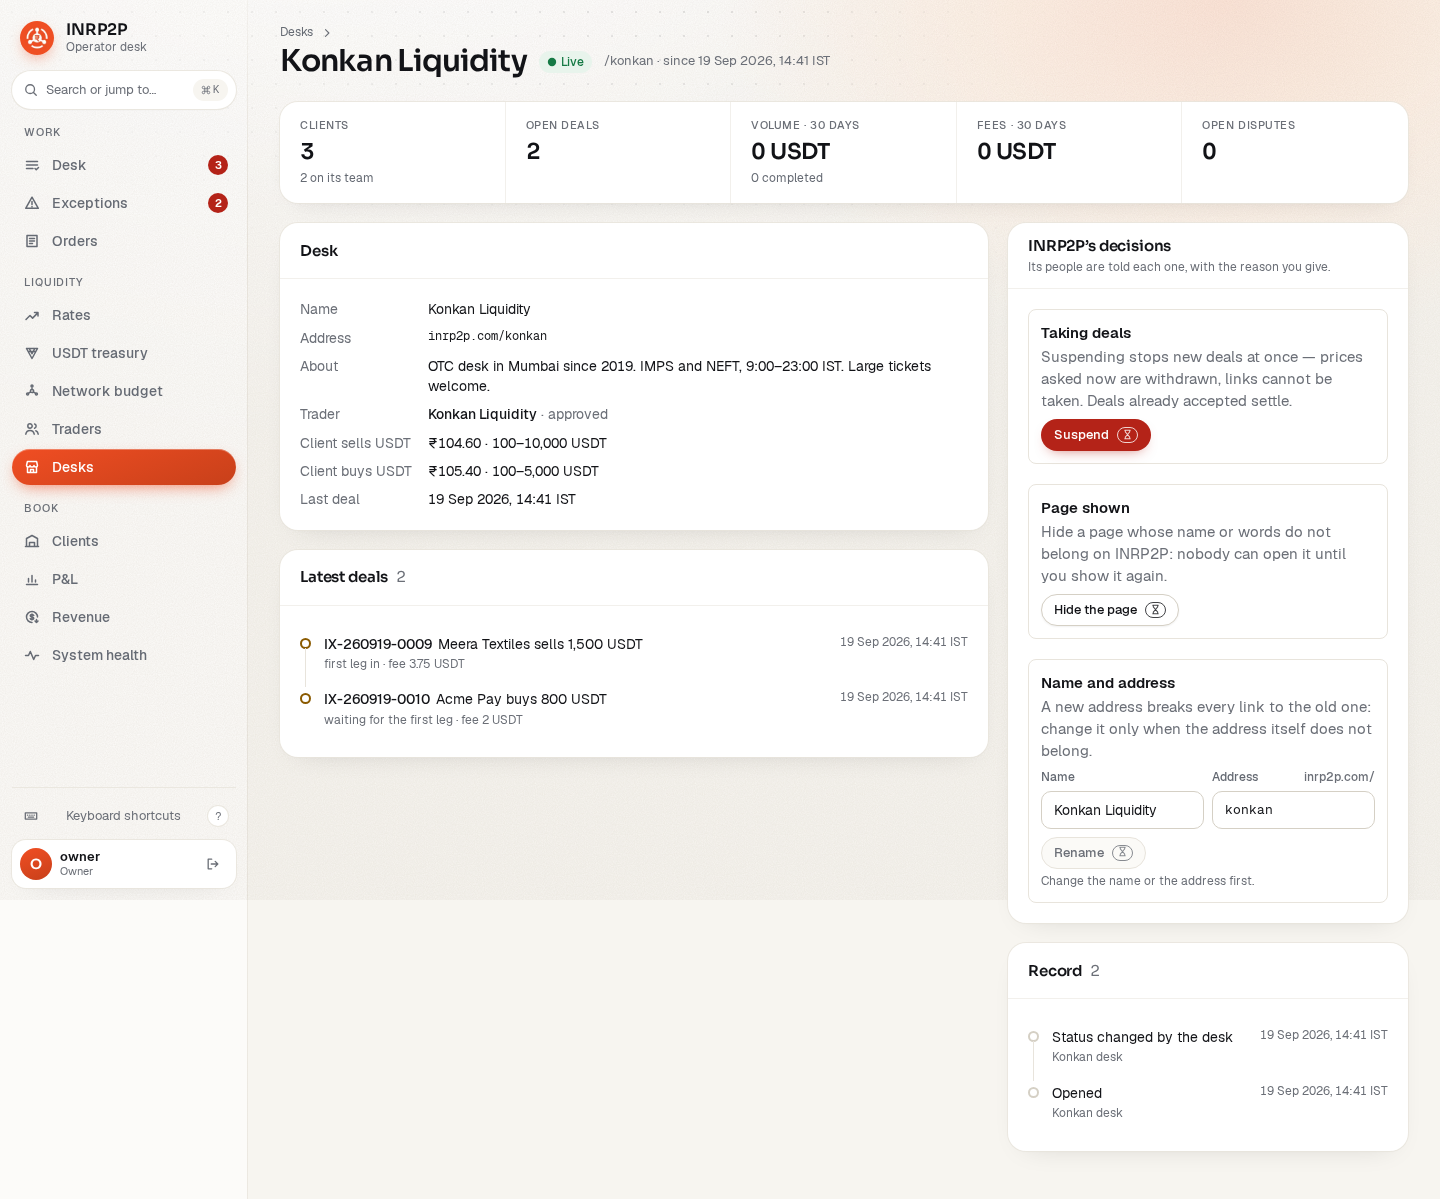 INRP2P
Operator desk
Search or jump to…
⌘K
WORK
Desk 3
Exceptions 2
Orders
LIQUIDITY
Rates
USDT treasury
Network budget
Traders
Desks
BOOK
Clients
P&L
Revenue
System health
Keyboard shortcuts ?
O
owner
Owner
Desks
Konkan Liquidity Live /konkan · since 19 Sep 2026, 14:41 IST
CLIENTS
3
2 on its team
OPEN DEALS
2
VOLUME · 30 DAYS
0 USDT
0 completed
FEES · 30 DAYS
0 USDT
OPEN DISPUTES
0
Desk
Name Konkan Liquidity
Address inrp2p.com/konkan
About OTC desk in Mumbai since 2019. IMPS and NEFT, 9:00–23:00 IST. Large tickets
welcome.
Trader Konkan Liquidity · approved
Client sells USDT ₹104.60 · 100–10,000 USDT
Client buys USDT ₹105.40 · 100–5,000 USDT
Last deal 19 Sep 2026, 14:41 IST
Latest deals 2
IX-260919-0009 Meera Textiles sells 1,500 USDT 19 Sep 2026, 14:41 IST
first leg in · fee 3.75 USDT
IX-260919-0010 Acme Pay buys 800 USDT 19 Sep 2026, 14:41 IST
waiting for the first leg · fee 2 USDT
INRP2P’s decisions
Its people are told each one, with the reason you give.
Taking deals
Suspending stops new deals at once — prices
asked now are withdrawn, links cannot be
taken. Deals already accepted settle.
Suspend
Page shown
Hide a page whose name or words do not
belong on INRP2P: nobody can open it until
you show it again.
Hide the page
Name and address
A new address breaks every link to the old one:
change it only when the address itself does not
belong.
Name Address inrp2p.com/
Konkan Liquidity konkan
Rename
Change the name or the address first.
Record 2
Status changed by the desk 19 Sep 2026, 14:41 IST
Konkan desk
Opened 19 Sep 2026, 14:41 IST
Konkan desk